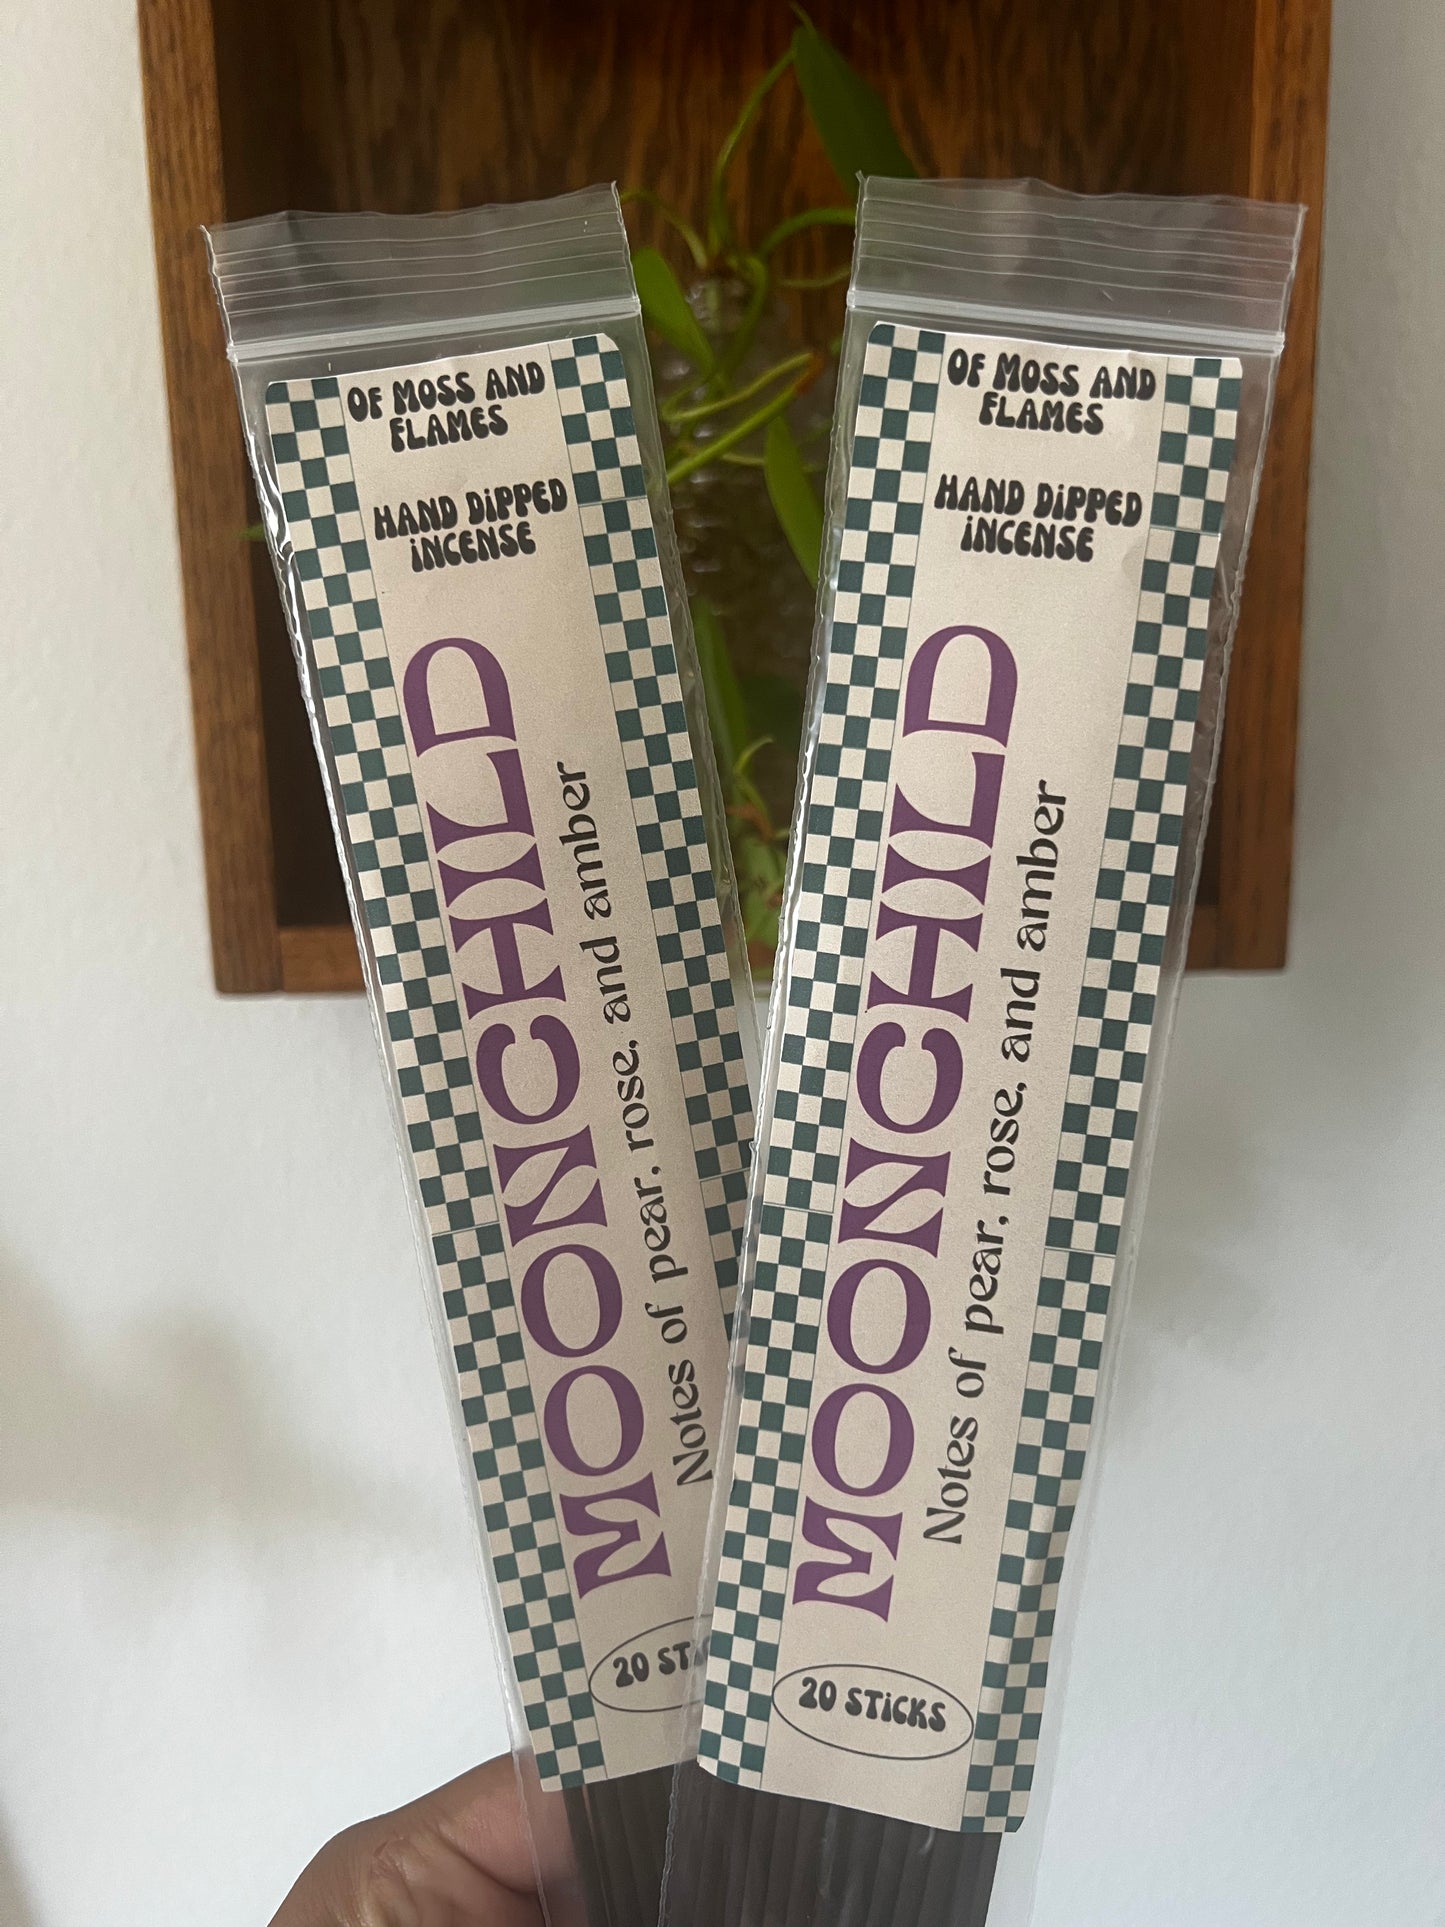 OF MOSS AND
FLAMES
HAND DiPPED
iNCENSE
MOONCHILD
Notes of pear, rose, and amber
20
OF MOSS AND
FLAMES
HAND DiPPED
iNCENSE
MOONCHILD
Notes of pear, rose, and amber
20 STiCKS